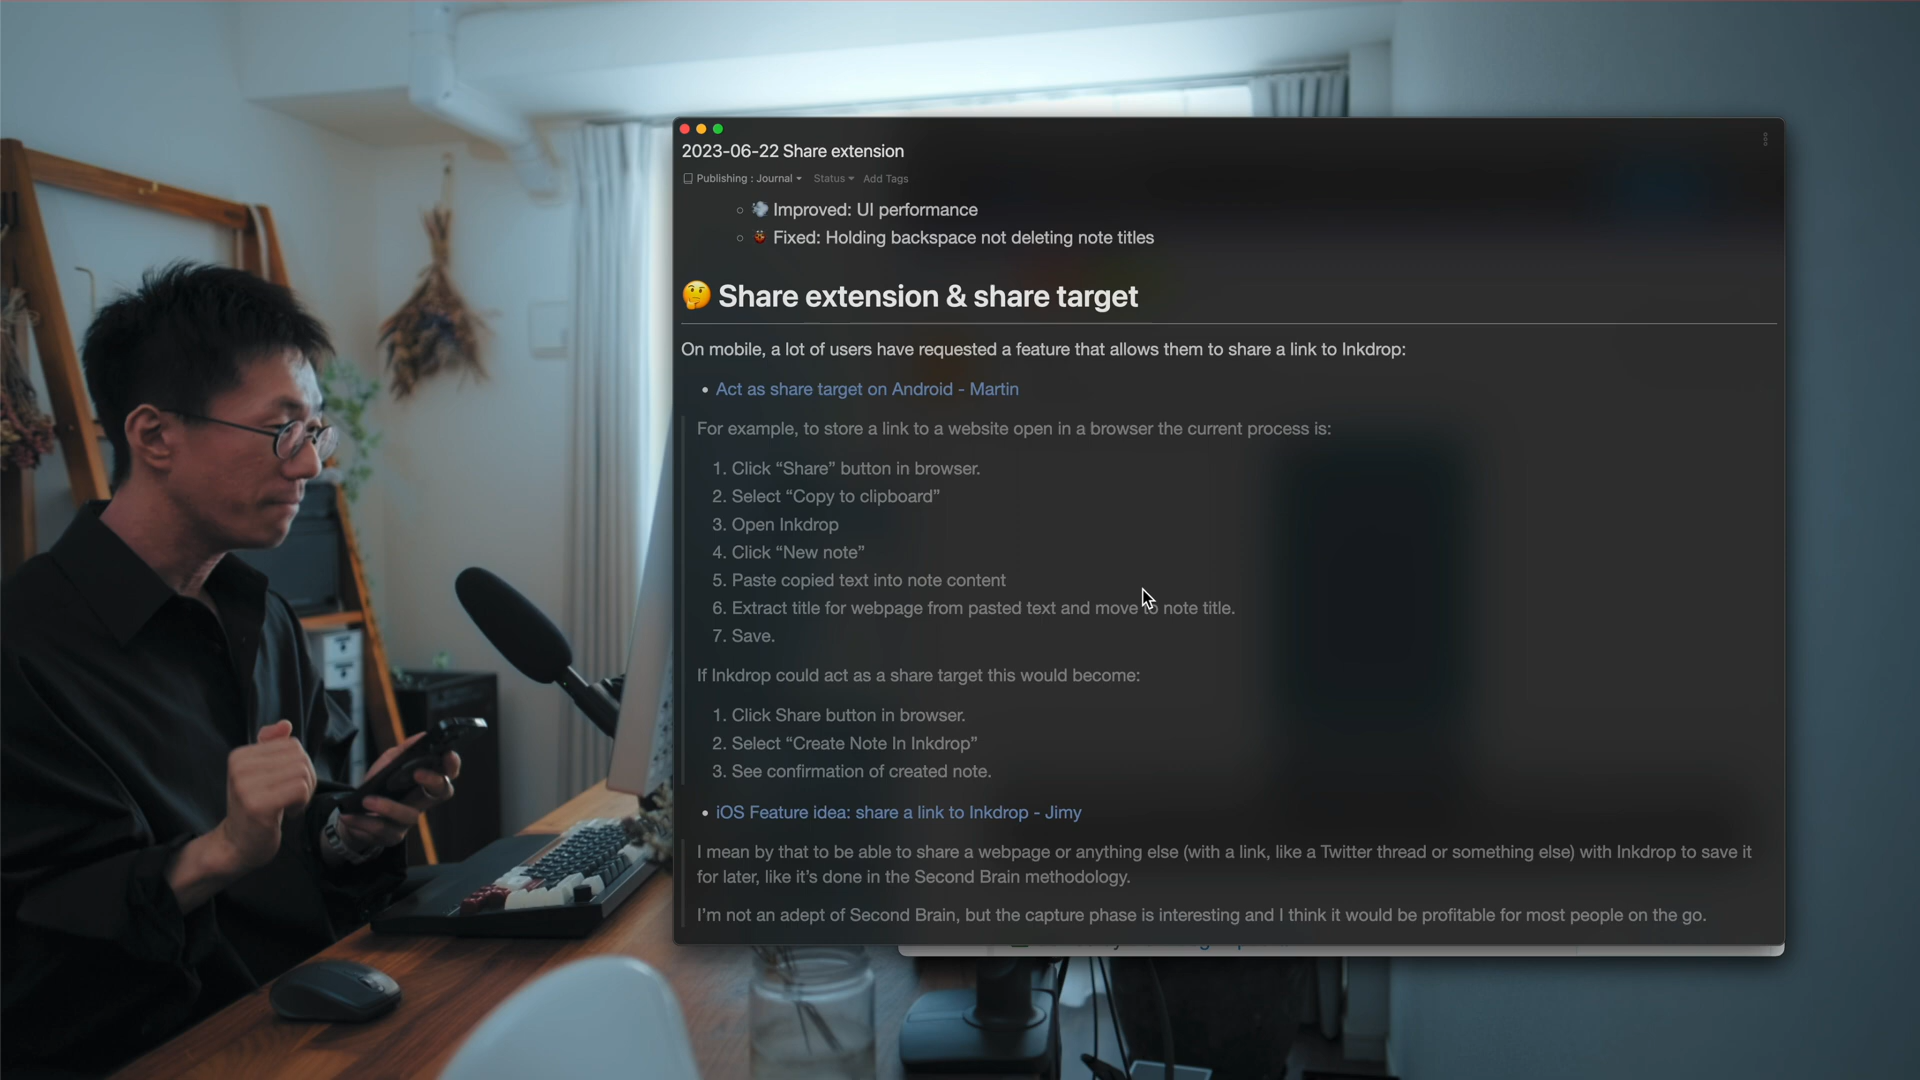 2023-06-22 Share extension
Publishing : Journal Status Add Tags
Improved: UI performance
Fixed: Holding backspace not deleting note titles
🤔 Share extension & share target
On mobile, a lot of users have requested a feature that allows them to share a link to Inkdrop:
• Act as share target on Android - Martin
For example, to store a link to a website open in a browser the current process is:
1. Click “Share” button in browser.
2. Select “Copy to clipboard”
3. Open Inkdrop
4. Click “New note”
5. Paste copied text into note content
6. Extract title for webpage from pasted text and move to note title.
7. Save.
If Inkdrop could act as a share target this would become:
1. Click Share button in browser.
2. Select “Create Note In Inkdrop”
3. See confirmation of created note.
• iOS Feature idea: share a link to Inkdrop - Jimy
I mean by that to be able to share a webpage or anything else (with a link, like a Twitter thread or something else) with Inkdrop to save it
for later, like it’s done in the Second Brain methodology.
I’m not an adept of Second Brain, but the capture phase is interesting and I think it would be profitable for most people on the go.